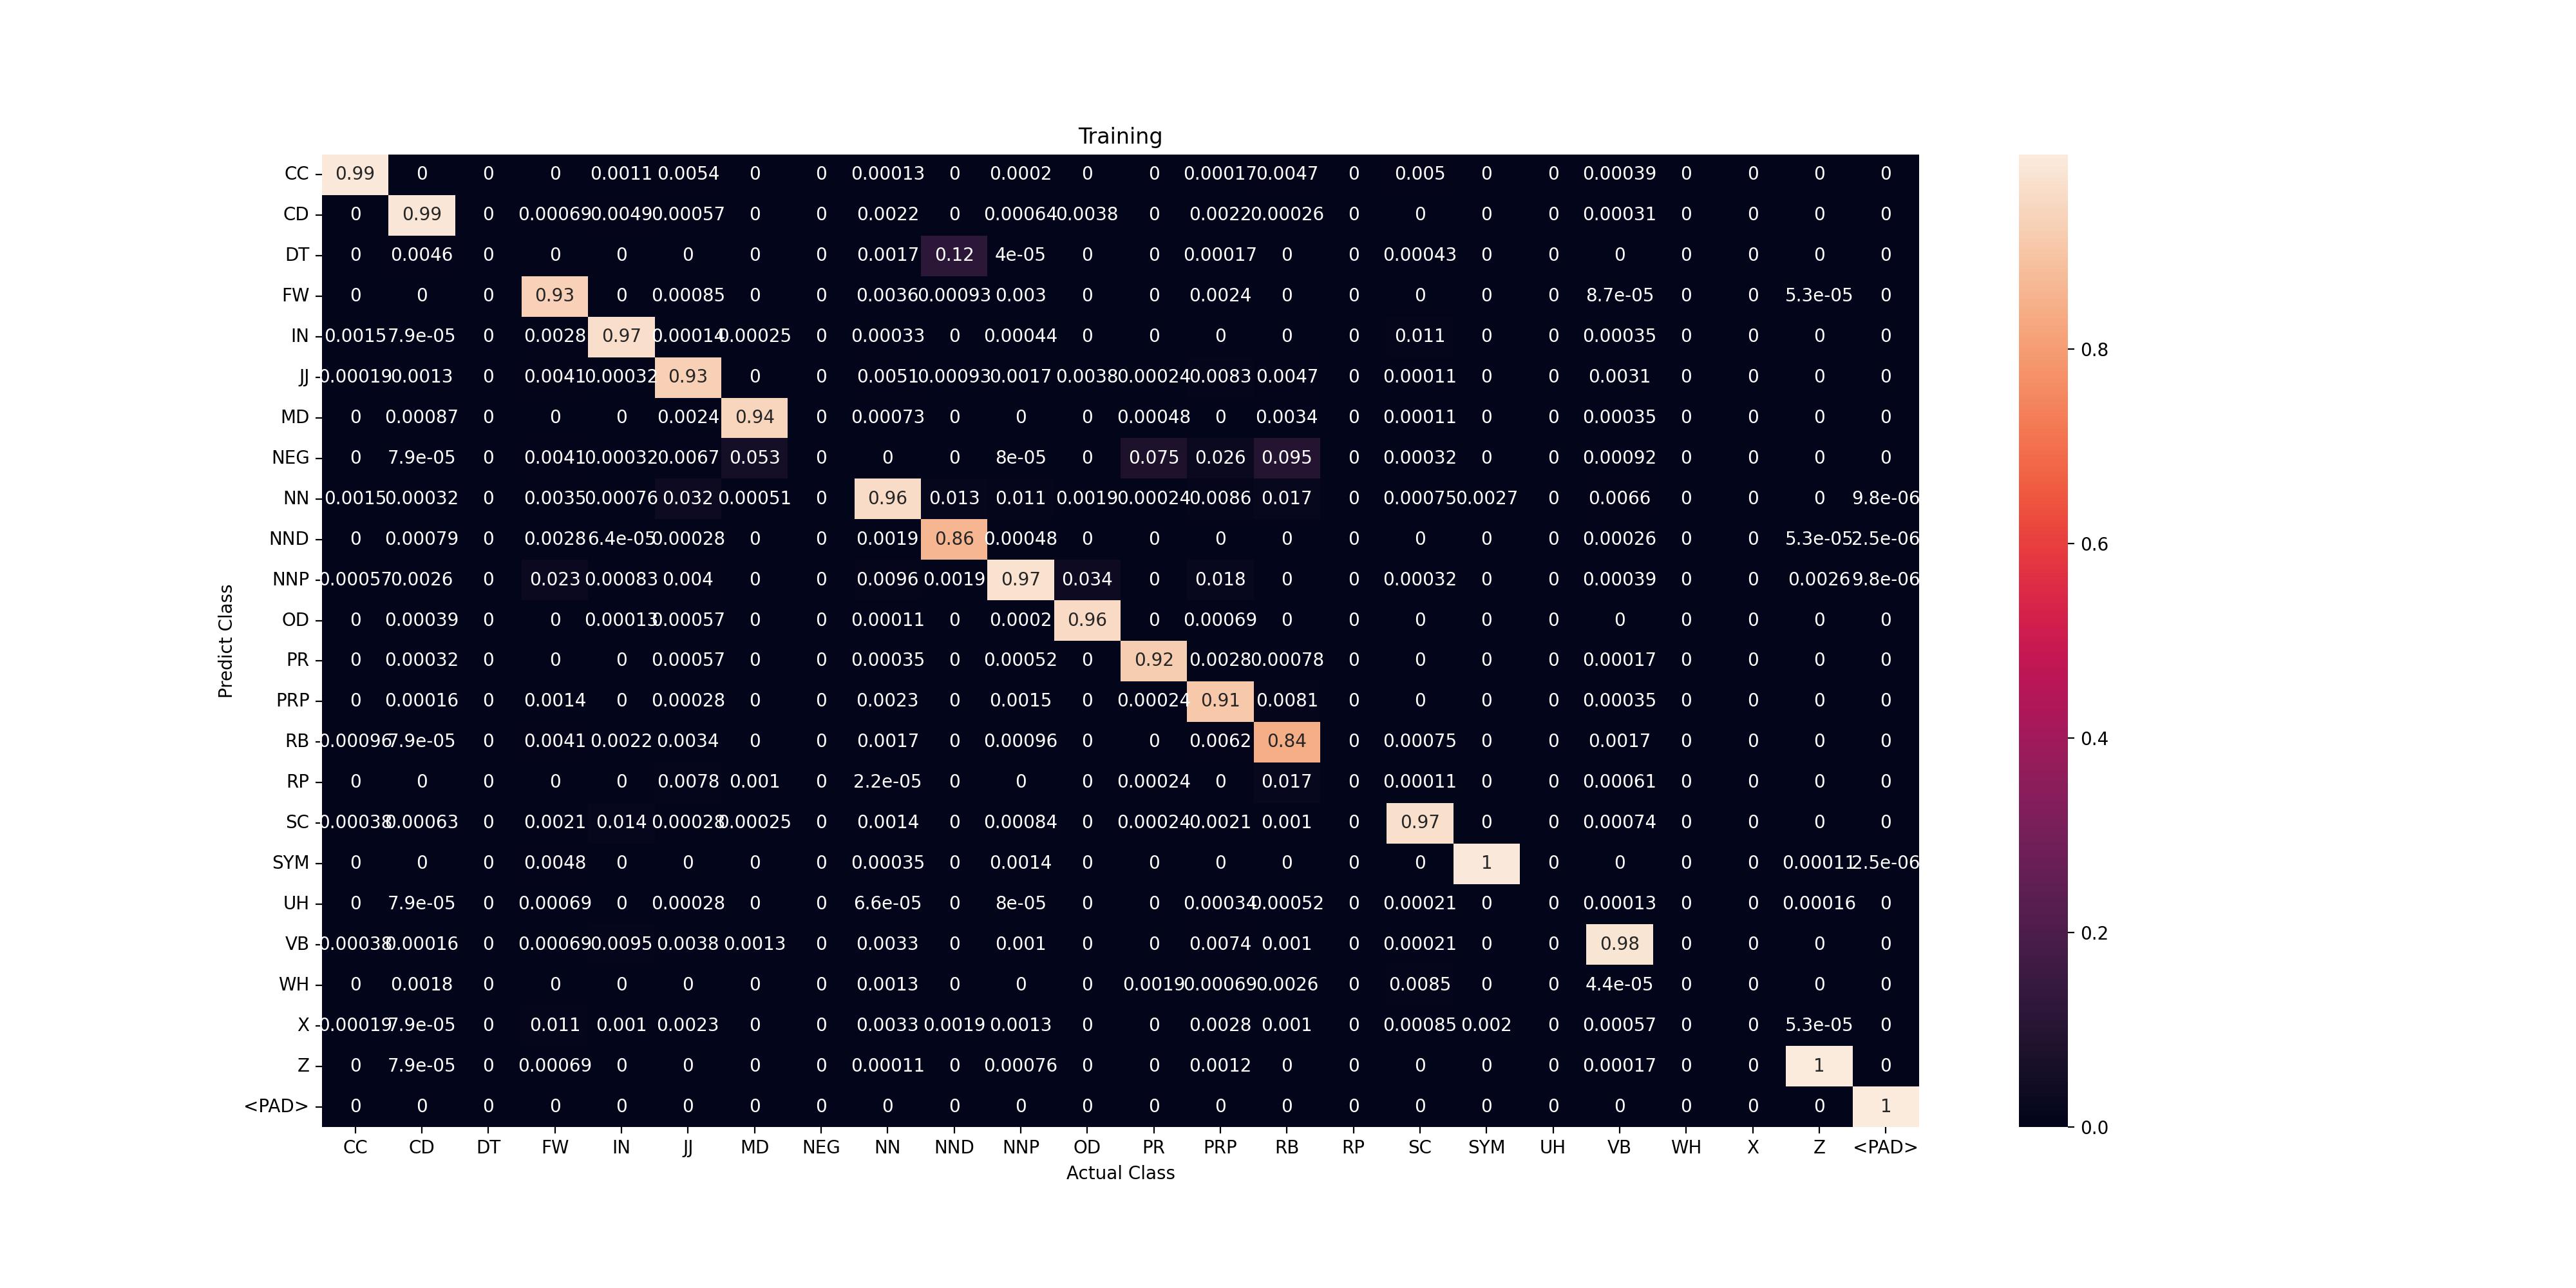 Training
CC 0.99 0 0 0 0.0011 0.0054 0 0 0.00013 0 0.0002 0 0 0.00017 0.0047 0 0.005 0 0 0.00039 0 0 0 0
CD 0 0.99 0 0.00069 0.0049 0.00057 0 0 0.0022 0 0.00064 0.0038 0 0.0022 0.00026 0 0 0 0 0.00031 0 0 0 0
DT 0 0.0046 0 0 0 0 0 0 0.0017 0.12 4e-05 0 0 0.00017 0 0 0.00043 0 0 0 0 0 0 0
FW 0 0 0 0.93 0 0.00085 0 0 0.0036 0.00093 0.003 0 0 0.0024 0 0 0 0 0 8.7e-05 0 0 5.3e-05 0
0.8
IN 0.0015 7.9e-05 0 0.0028 0.97 0.00014 0.00025 0 0.00033 0 0.00044 0 0 0 0 0 0.011 0 0 0.00035 0 0 0 0
JJ 0.00019 0.0013 0 0.0041 0.00032 0.93 0 0 0.0051 0.00093 0.0017 0.0038 0.00024 0.0083 0.0047 0 0.00011 0 0 0.0031 0 0 0 0
MD 0 0.00087 0 0 0 0.0024 0.94 0 0.00073 0 0 0 0.00048 0 0.0034 0 0.00011 0 0 0.00035 0 0 0 0
NEG 0 7.9e-05 0 0.0041 0.00032 0.0067 0.053 0 0 0 8e-05 0 0.075 0.026 0.095 0 0.00032 0 0 0.00092 0 0 0 0
NN 0.0015 0.00032 0 0.0035 0.00076 0.032 0.00051 0 0.96 0.013 0.011 0.0019 0.00024 0.0086 0.017 0 0.00075 0.0027 0 0.0066 0 0 0 9.8e-06
0.6
NND 0 0.00079 0 0.0028 6.4e-05 0.00028 0 0 0.0019 0.86 0.00048 0 0 0 0 0 0 0 0 0.00026 0 0 5.3e-05 2.5e-06
NNP 0.00057 0.0026 0 0.023 0.00083 0.004 0 0 0.0096 0.0019 0.97 0.034 0 0.018 0 0 0.00032 0 0 0.00039 0 0 0.0026 9.8e-06
OD 0 0.00039 0 0 0.00013 0.00057 0 0 0.00011 0 0.0002 0.96 0 0.00069 0 0 0 0 0 0 0 0 0 0
Predict Class
PR 0 0.00032 0 0 0 0.00057 0 0 0.00035 0 0.00052 0 0.92 0.0028 0.00078 0 0 0 0 0.00017 0 0 0 0
PRP 0 0.00016 0 0.0014 0 0.00028 0 0 0.0023 0 0.0015 0 0.00024 0.91 0.0081 0 0 0 0 0.00035 0 0 0 0
RB 0.00096 7.9e-05 0 0.0041 0.0022 0.0034 0 0 0.0017 0 0.00096 0 0 0.0062 0.84 0 0.00075 0 0 0.0017 0 0 0 0
0.4
RP 0 0 0 0 0 0.0078 0.001 0 2.2e-05 0 0 0 0.00024 0 0.017 0 0.00011 0 0 0.00061 0 0 0 0
SC 0.00038 0.00063 0 0.0021 0.014 0.00028 0.00025 0 0.0014 0 0.00084 0 0.00024 0.0021 0.001 0 0.97 0 0 0.00074 0 0 0 0
SYM 0 0 0 0.0048 0 0 0 0 0.00035 0 0.0014 0 0 0 0 0 0 1 0 0 0 0 0.00011 2.5e-06
UH 0 7.9e-05 0 0.00069 0 0.00028 0 0 6.6e-05 0 8e-05 0 0 0.00034 0.00052 0 0.00021 0 0 0.00013 0 0 0.00016 0
0.2
VB 0.00038 0.00016 0 0.00069 0.0095 0.0038 0.0013 0 0.0033 0 0.001 0 0 0.0074 0.001 0 0.00021 0 0 0.98 0 0 0 0
WH 0 0.0018 0 0 0 0 0 0 0.0013 0 0 0 0.0019 0.00069 0.0026 0 0.0085 0 0 4.4e-05 0 0 0 0
X 0.00019 7.9e-05 0 0.011 0.001 0.0023 0 0 0.0033 0.0019 0.0013 0 0 0.0028 0.001 0 0.00085 0.002 0 0.00057 0 0 5.3e-05 0
Z 0 7.9e-05 0 0.00069 0 0 0 0 0.00011 0 0.00076 0 0 0.0012 0 0 0 0 0 0.00017 0 0 1 0
<PAD> 0 0 0 0 0 0 0 0 0 0 0 0 0 0 0 0 0 0 0 0 0 0 0 1
0.0
CC CD DT FW IN JJ MD NEG NN NND NNP OD PR PRP RB RP SC SYM UH VB WH X Z <PAD>
Actual Class